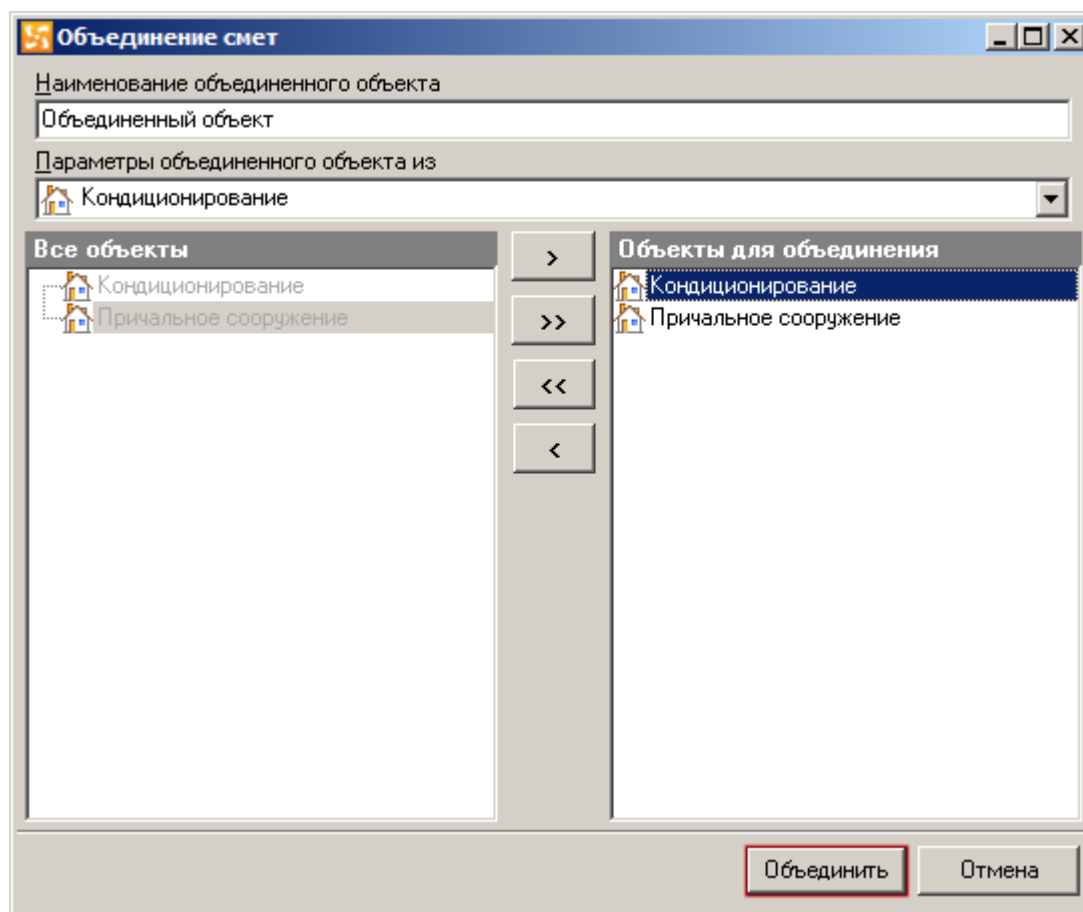 Объединение смет
Наименование объединенного объекта
Объединенный объект
Параметры объединенного объекта из
Кондиционирование
Все объекты
Кондиционирование
Причальное сооружение
>
>>
<<
<
Объекты для объединения
Кондиционирование
Причальное сооружение
Объединить
Отмена